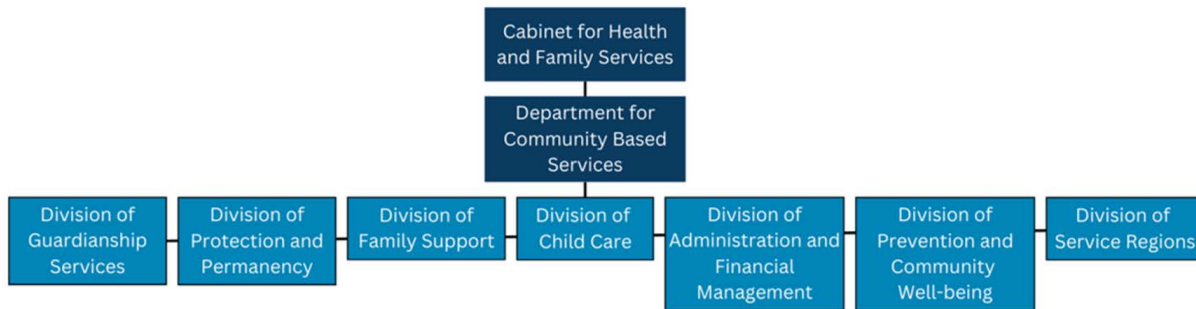 Cabinet for Health
and Family Services
Department for
Community Based
Services
Division of
Guardianship
Services
Division of
Protection and
Permanency
Division of
Family Support
Division of
Child Care
Division of
Administration and
Financial
Management
Division of
Prevention and
Community
Well-being
Division of
Service Regions